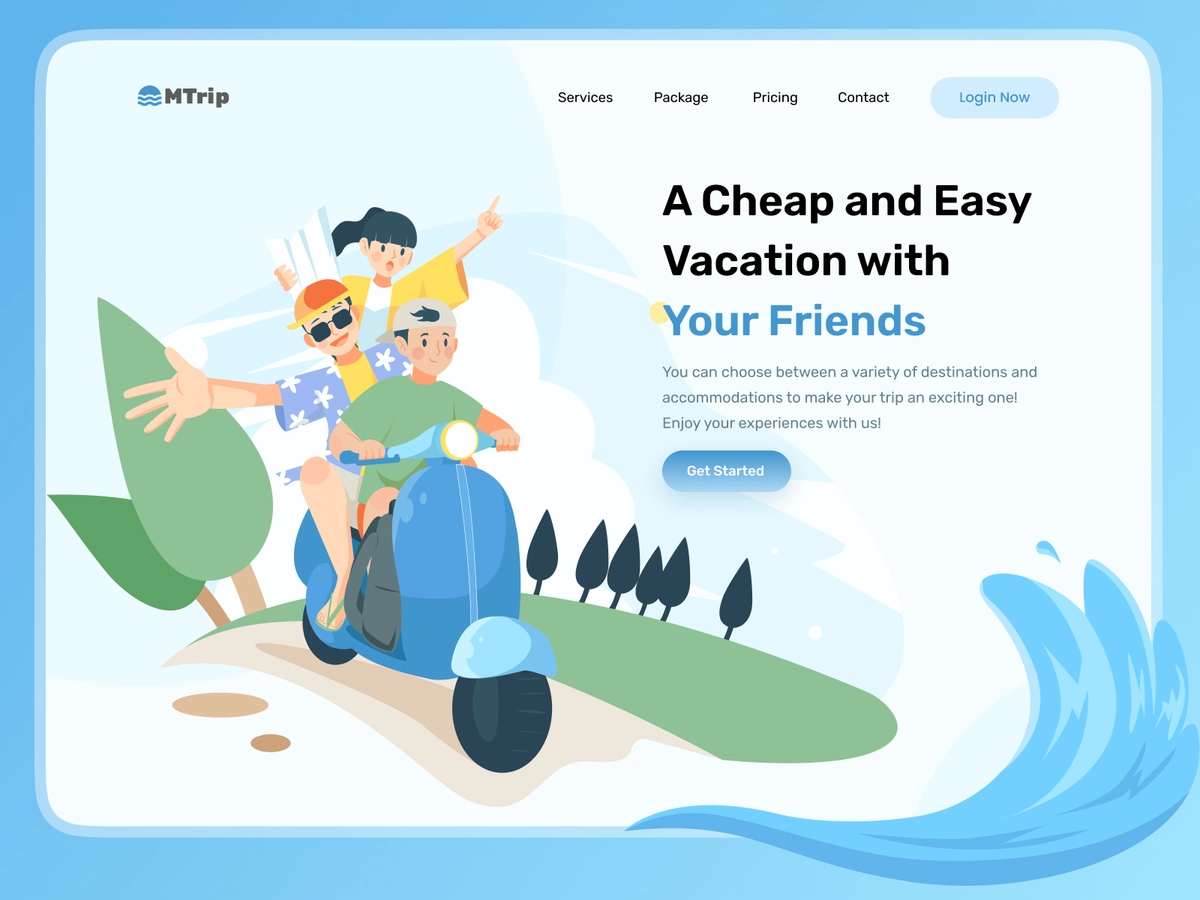 MTrip
Services Package Pricing Contact Login Now
A Cheap and Easy
Vacation with
Your Friends
You can choose between a variety of destinations and
accommodations to make your trip an exciting one!
Enjoy your experiences with us!
Get Started